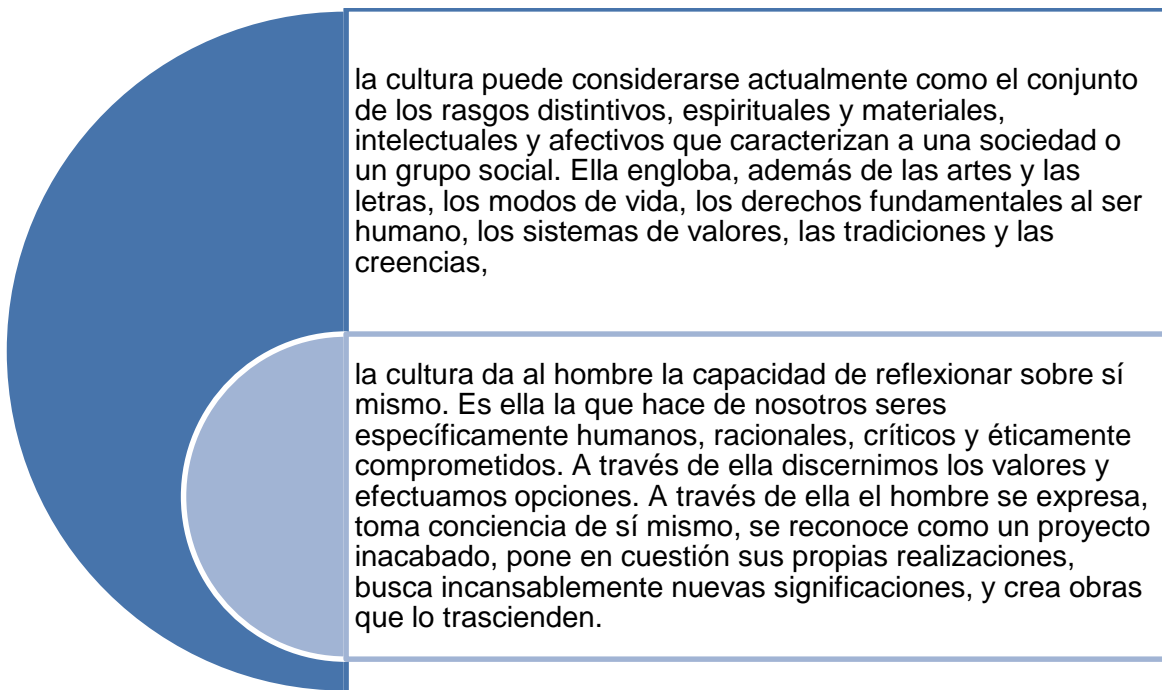 la cultura puede considerarse actualmente como el conjunto
de los rasgos distintivos, espirituales y materiales,
intelectuales y afectivos que caracterizan a una sociedad o
un grupo social. Ella engloba, además de las artes y las
letras, los modos de vida, los derechos fundamentales al ser
humano, los sistemas de valores, las tradiciones y las
creencias,
la cultura da al hombre la capacidad de reflexionar sobre sí
mismo. Es ella la que hace de nosotros seres
específicamente humanos, racionales, críticos y éticamente
comprometidos. A través de ella discernimos los valores y
efectuamos opciones. A través de ella el hombre se expresa,
toma conciencia de sí mismo, se reconoce como un proyecto
inacabado, pone en cuestión sus propias realizaciones,
busca incansablemente nuevas significaciones, y crea obras
que lo trascienden.